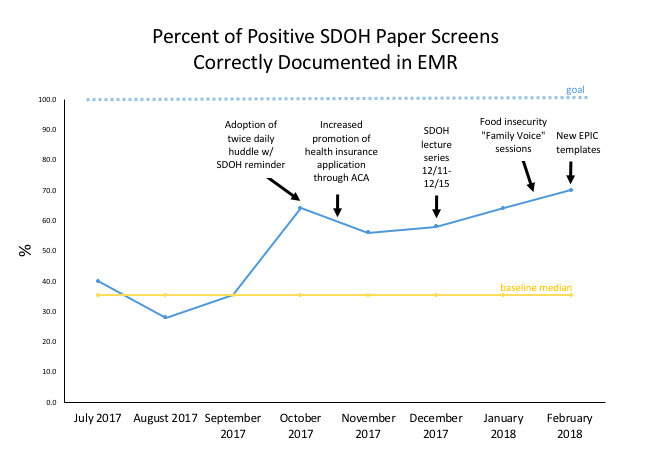 Percent of Positive SDOH Paper Screens
Correctly Documented in EMR
goal
100.0
90.0
80.0
70.0
60.0
50.0
40.0
30.0
20.0
10.0
0.0
%
Adoption of
twice daily
huddle w/
SDOH reminder
Increased
promotion of
health insurance
application
through ACA
SDOH
lecture
series
12/11-
12/15
Food insecurity
"Family Voice"
sessions
New EPIC
templates
baseline median
July 2017
August 2017
September
2017
October
2017
November
2017
December
2017
January
2018
February
2018